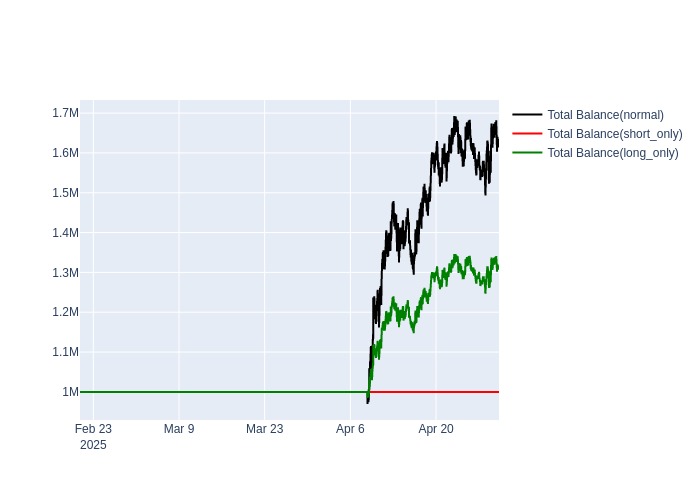 1.7M
1.6M
1.5M
1.4M
1.3M
1.2M
1.1M
1M
Feb 23
2025
Mar 9
Mar 23
Apr 6
Apr 20
Total Balance(normal)
Total Balance(short_only)
Total Balance(long_only)